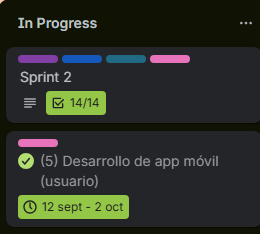 In Progress
Sprint 2
14/14
(5) Desarrollo de app móvil
(usuario)
12 sept - 2 oct